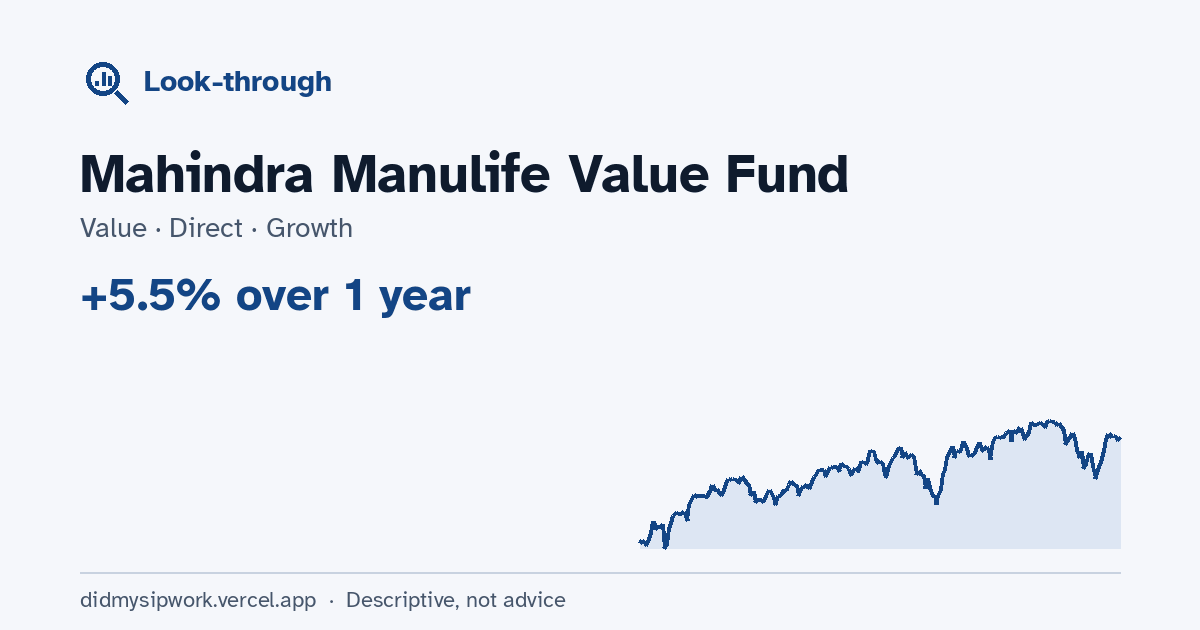 Look-through
Mahindra Manulife Value Fund
Value · Direct · Growth
+5.5% over 1 year
didmysipwork.vercel.app · Descriptive, not advice